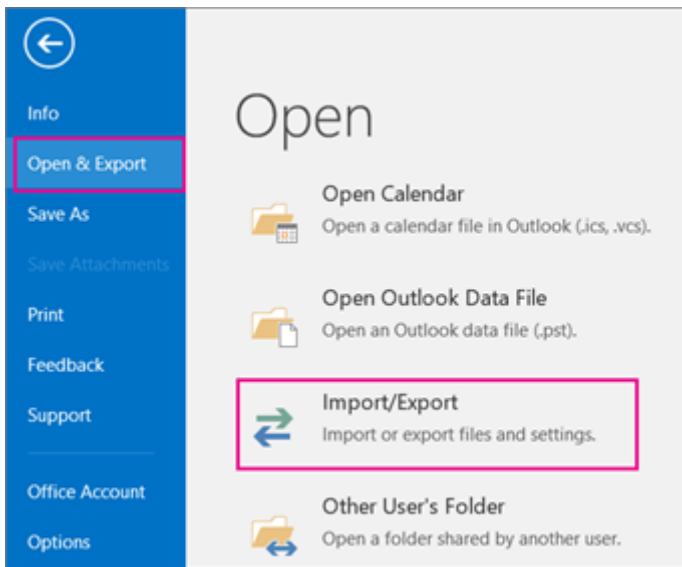 Info
Open & Export
Save As
Save Attachments
Print
Feedback
Support
Office Account
Options
Open
Open Calendar
Open a calendar file in Outlook (.ics, .vcs).
Open Outlook Data File
Open an Outlook data file (.pst).
Import/Export
Import or export files and settings.
Other User's Folder
Open a folder shared by another user.